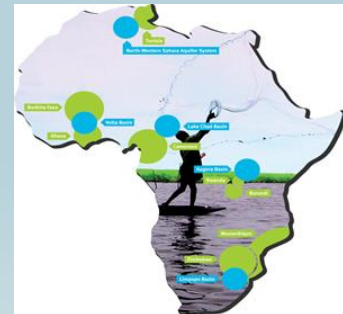 Tunisia
North-Western Sahara Aquifer System
Burkina Faso
Volta Basin
Ghana
Lake Chad Basin
Cameroon
Kagera Basin
Rwanda
Burundi
Mozambique
Zimbabwe
Limpopo Basin